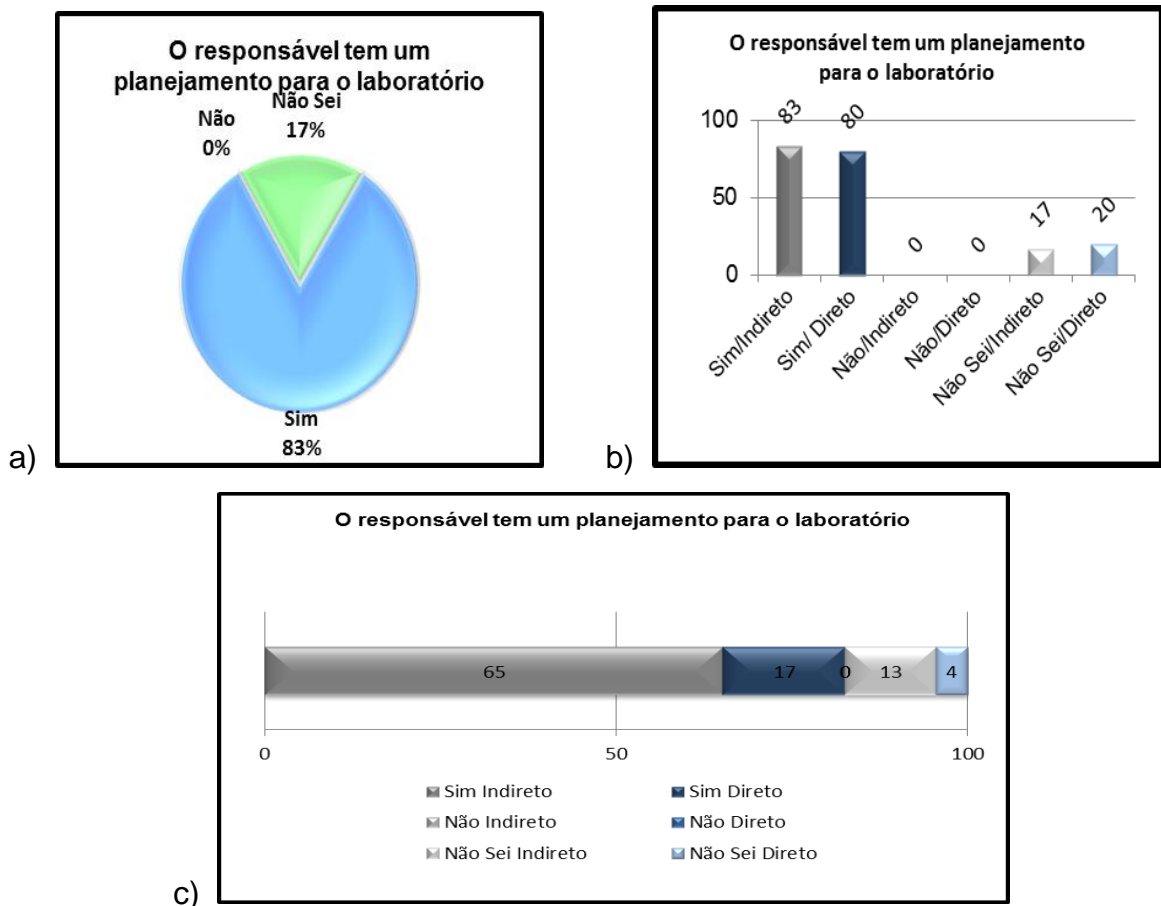 O responsável tem um
planejamento para o laboratório
Não Sei
17%
Não
0%
Sim
83%
a)
O responsável tem um planejamento
para o laboratório
100
50
0
83
80
0
0
17
20
Sim/Indireto
Sim/ Direto
Não/Indireto
Não/Direto
Não Sei/Indireto
Não Sei/Direto
b)
O responsável tem um planejamento para o laboratório
65
17
0
13
4
0
50
100
Sim Indireto
Sim Direto
Não Indireto
Não Direto
Não Sei Indireto
Não Sei Direto
c)